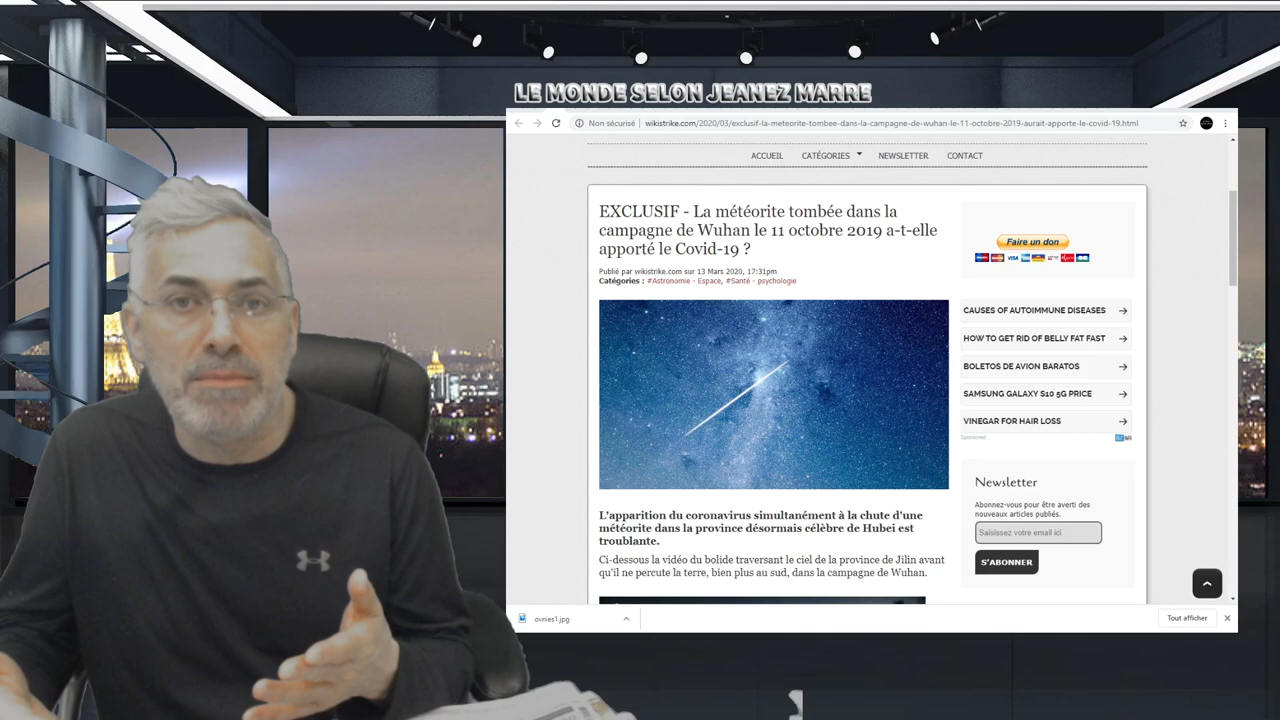 LE MONDE SELON JEANEZ MARRE
Non sécurisé
wikistrike.com/2020/03/exclusif-la-meteorite-tombee-dans-la-campagne-de-wuhan-le-11-octobre-2019-aurait-apporte-le-covid-19.html
ACCUEIL CATÉGORIES NEWSLETTER CONTACT
EXCLUSIF - La météorite tombée dans la
campagne de Wuhan le 11 octobre 2019 a-t-elle
apporté le Covid-19 ?
Publié par wikistrike.com sur 13 Mars 2020, 17:31pm
Catégories : #Astronomie - Espace, #Santé - psychologie
L'apparition du coronavirus simultanément à la chute d'une
météorite dans la province désormais célèbre de Hubei est
troublante.
Ci-dessous la vidéo du bolide traversant le ciel de la province de Jilin avant
qu'il ne percute la terre, bien plus au sud, dans la campagne de Wuhan.
Faire un don
VISA
CAUSES OF AUTOIMMUNE DISEASES
HOW TO GET RID OF BELLY FAT FAST
BOLETOS DE AVION BARATOS
SAMSUNG GALAXY S10 5G PRICE
VINEGAR FOR HAIR LOSS
Sponsored
Newsletter
Abonnez-vous pour être averti des
nouveaux articles publiés.
Saisissez votre email ici
S'ABONNER
ovnies1.jpg
Tout afficher